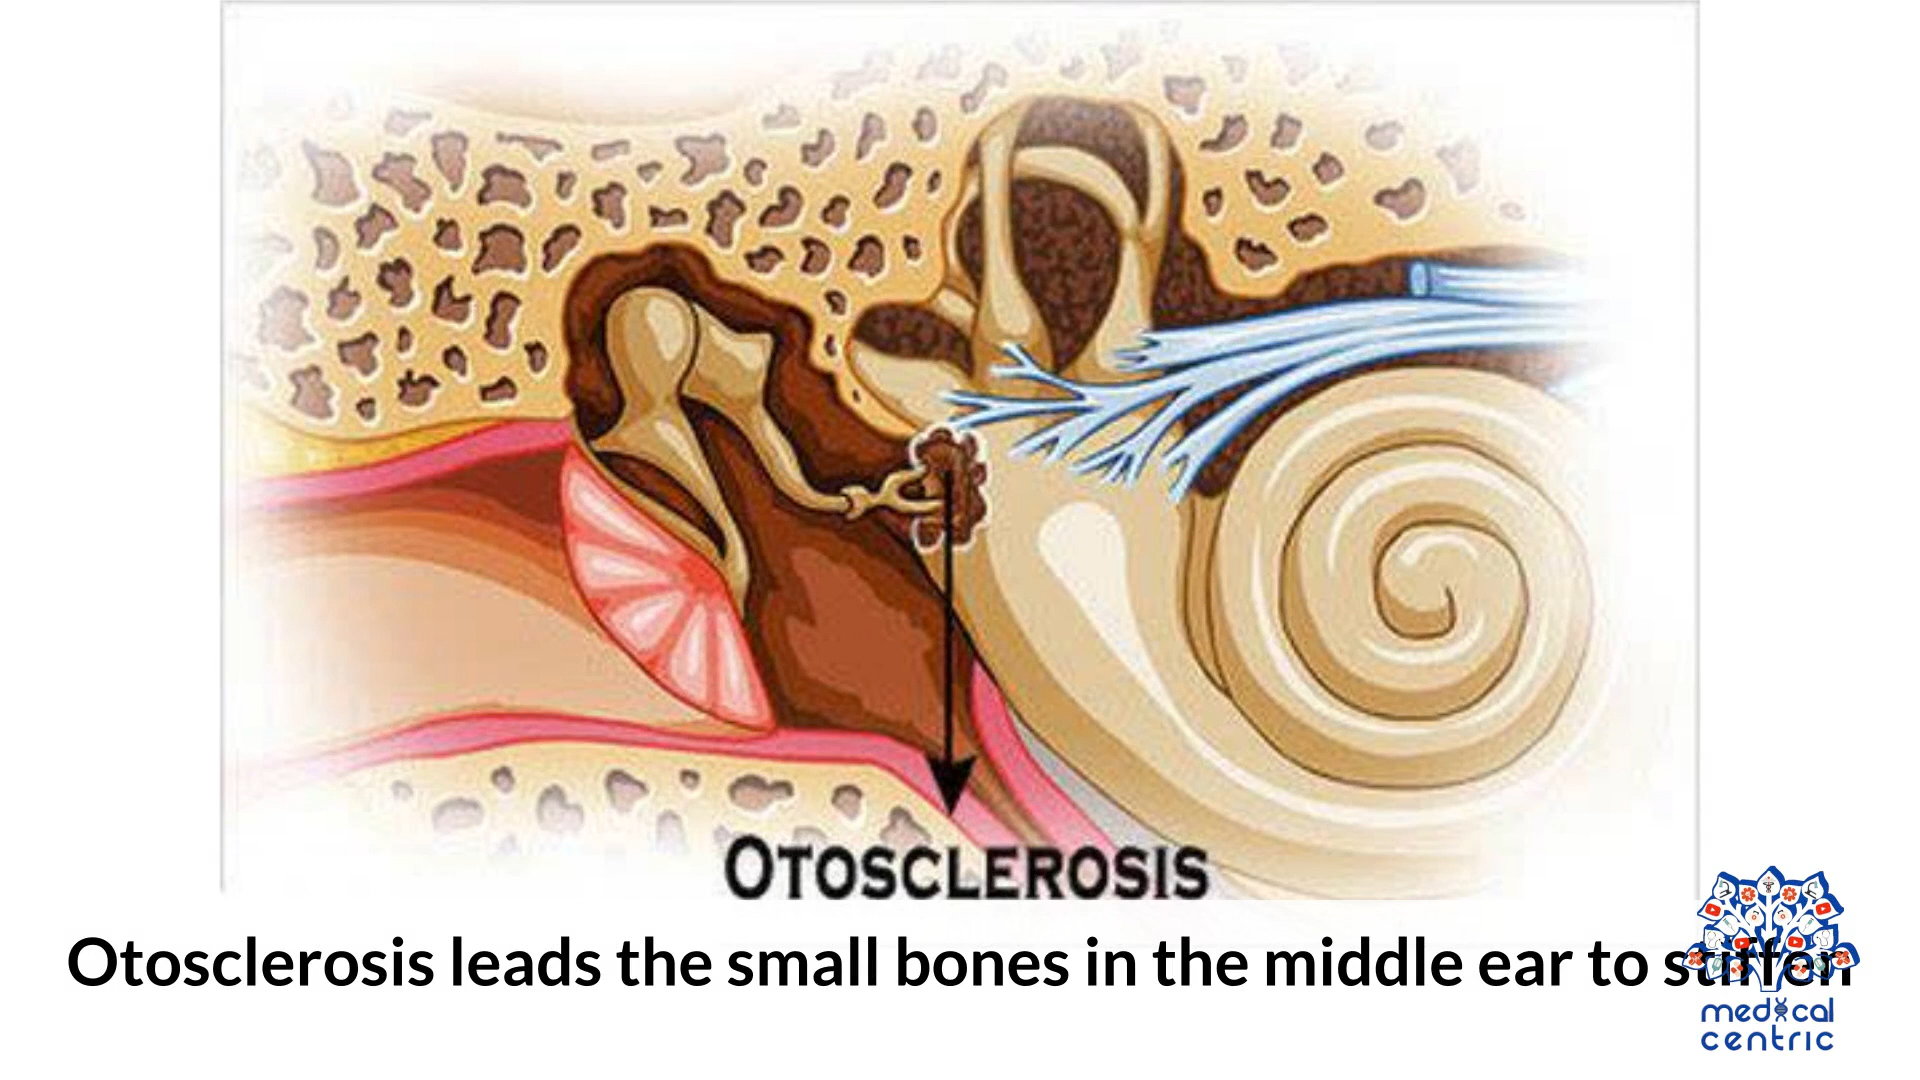 OTOSCLEROSIS
Otosclerosis leads the small bones in the middle ear to stiffen
medical
centric